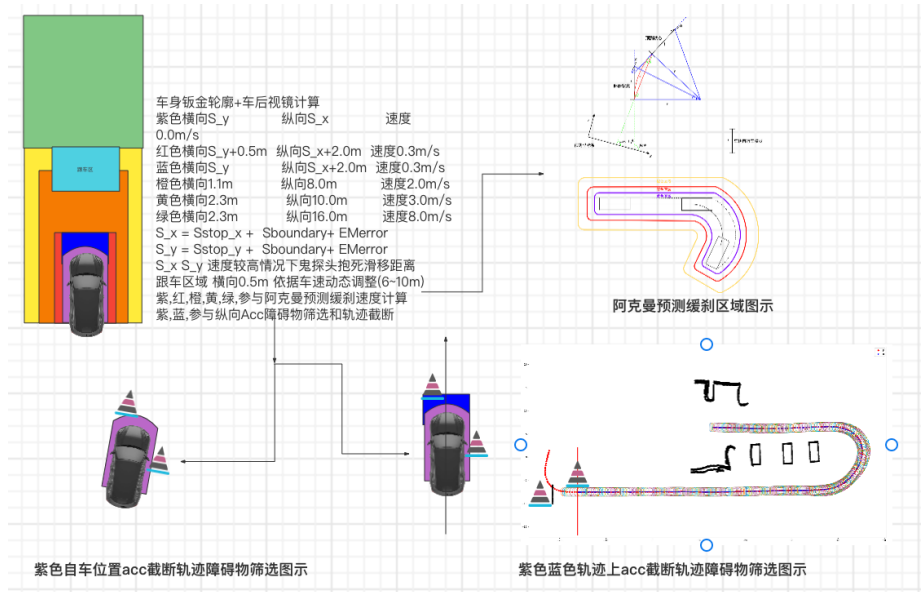 车身钣金轮廓+车后视镜计算
紫色横向S_y 纵向S_x 速度
0.0m/s
红色横向S_y+0.5m 纵向S_x+2.0m 速度0.3m/s
蓝色横向S_y 纵向S_x+2.0m 速度0.3m/s
橙色横向1.1m 纵向8.0m 速度2.0m/s
黄色横向2.3m 纵向10.0m 速度3.0m/s
绿色横向2.3m 纵向16.0m 速度8.0m/s
S_x = Sstop_x + Sboundary+ EMerror
S_y = Sstop_y + Sboundary+ EMerror
S_x S_y 速度较高情况下鬼探头抱死滑移距离
跟车区域 横向0.5m 依据车速动态调整(6~10m)
紫,红,橙,黄,绿,参与阿克曼预测缓刹速度计算
紫,蓝,参与纵向Acc障碍物筛选和轨迹截断
跟车区
阿克曼预测缓刹区域图示
紫色自车位置acc截断轨迹障碍物筛选图示
紫色蓝色轨迹上acc截断轨迹障碍物筛选图示